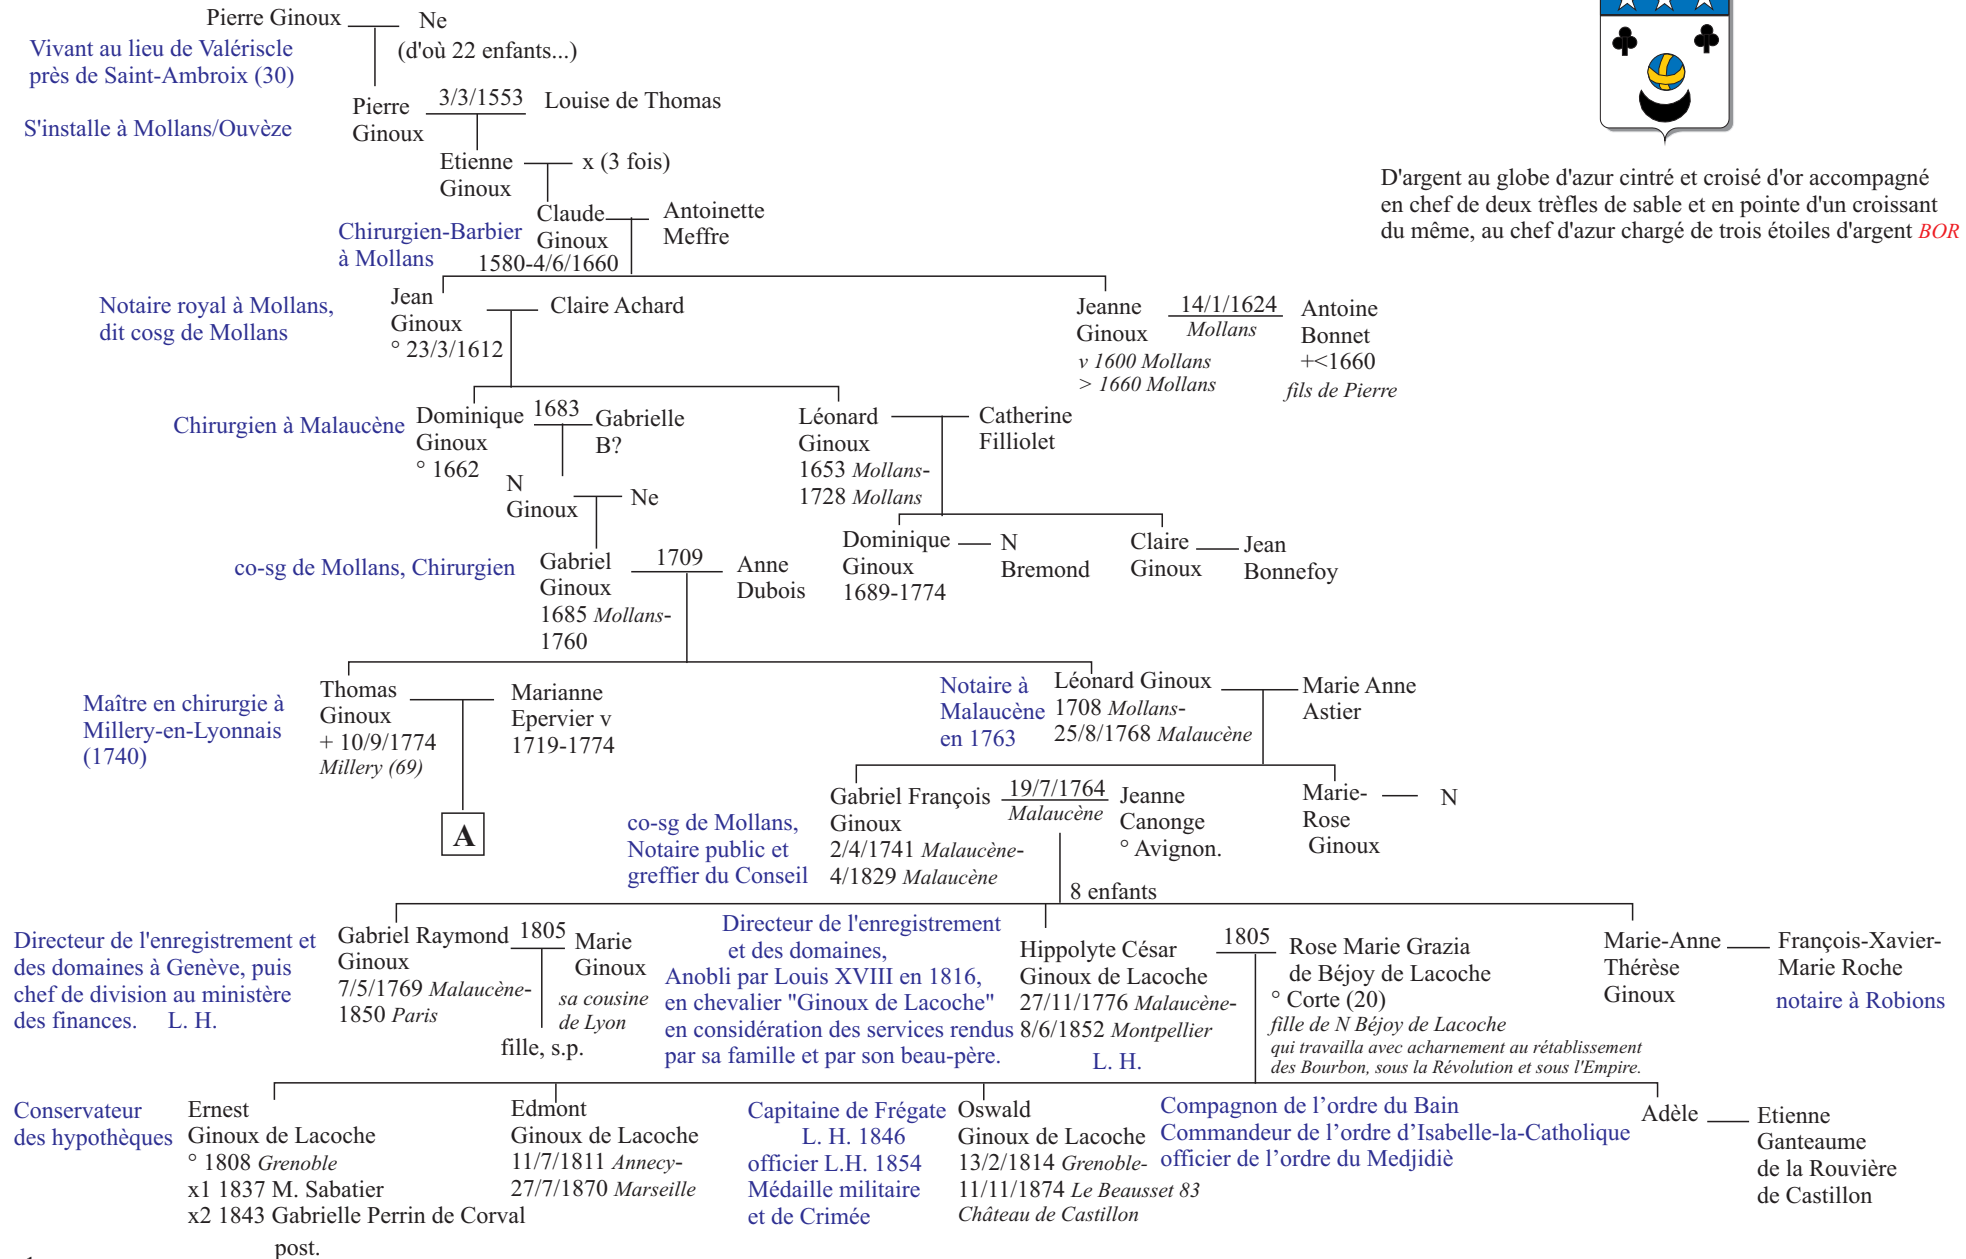 Pierre Ginoux
Ne
Vivant au lieu de Valériscle
près de Saint-Ambroix (30)
(d'où 22 enfants...)
Pierre
Ginoux
3/3/1553
Louise de Thomas
S'installe à Mollans/Ouvèze
Etienne
Ginoux
x (3 fois)
D'argent au globe d'azur cintré et croisé d'or accompagné
en chef de deux trèfles de sable et en pointe d'un croissant
du même, au chef d'azur chargé de trois étoiles d'argent BOR
Chirurgien-Barbier
à Mollans
Claude
Ginoux
1580-4/6/1660
Antoinette
Meffre
Notaire royal à Mollans,
dit cosg de Mollans
Jean
Ginoux
° 23/3/1612
Claire Achard
Jeanne
Ginoux
v 1600 Mollans
> 1660 Mollans
14/1/1624
Mollans
Antoine
Bonnet
+<1660
fils de Pierre
Chirurgien à Malaucène
Dominique
Ginoux
° 1662
1683
Gabrielle
B?
Léonard
Ginoux
1653 Mollans-
1728 Mollans
Catherine
Filliolet
N
Ginoux
Ne
Dominique
Ginoux
1689-1774
N
Bremond
Claire
Ginoux
Jean
Bonnefoy
co-sg de Mollans, Chirurgien
Gabriel
Ginoux
1685 Mollans-
1760
1709
Anne
Dubois
Maître en chirurgie à
Millery-en-Lyonnais
(1740)
Thomas
Ginoux
+ 10/9/1774
Millery (69)
Marianne
Epervier v
1719-1774
A
Notaire à
Malaucène
en 1763
Léonard Ginoux
1708 Mollans-
25/8/1768 Malaucène
Marie Anne
Astier
co-sg de Mollans,
Notaire public et
greffier du Conseil
Gabriel François
Ginoux
2/4/1741 Malaucène-
4/1829 Malaucène
19/7/1764
Malaucène
Jeanne
Canonge
° Avignon.
Marie-
Rose
Ginoux
N
8 enfants
Directeur de l'enregistrement et
des domaines à Genève, puis
chef de division au ministère
des finances. L. H.
Gabriel Raymond
Ginoux
7/5/1769 Malaucène-
1850 Paris
1805
Marie
Ginoux
sa cousine
de Lyon
fille, s.p.
Directeur de l'enregistrement
et des domaines,
Anobli par Louis XVIII en 1816,
en chevalier "Ginoux de Lacoche"
en considération des services rendus
par sa famille et par son beau-père.
Hippolyte César
Ginoux de Lacoche
27/11/1776 Malaucène-
8/6/1852 Montpellier
L. H.
1805
Rose Marie Grazia
de Béjoy de Lacoche
° Corte (20)
fille de N Béjoy de Lacoche
qui travailla avec acharnement au rétablissement
des Bourbon, sous la Révolution et sous l'Empire.
Marie-Anne
Thérèse
Ginoux
François-Xavier-
Marie Roche
notaire à Robions
Conservateur
des hypothèques
Ernest
Ginoux de Lacoche
° 1808 Grenoble
x1 1837 M. Sabatier
x2 1843 Gabrielle Perrin de Corval
post.
Edmont
Ginoux de Lacoche
11/7/1811 Annecy-
27/7/1870 Marseille
Capitaine de Frégate
L. H. 1846
officier L.H. 1854
Médaille militaire
et de Crimée
Oswald
Ginoux de Lacoche
13/2/1814 Grenoble-
11/11/1874 Le Beausset 83
Château de Castillon
Compagnon de l’ordre du Bain
Commandeur de l’ordre d’Isabelle-la-Catholique
officier de l’ordre du Medjidiè
Adèle
Etienne
Ganteaume
de la Rouvière
de Castillon